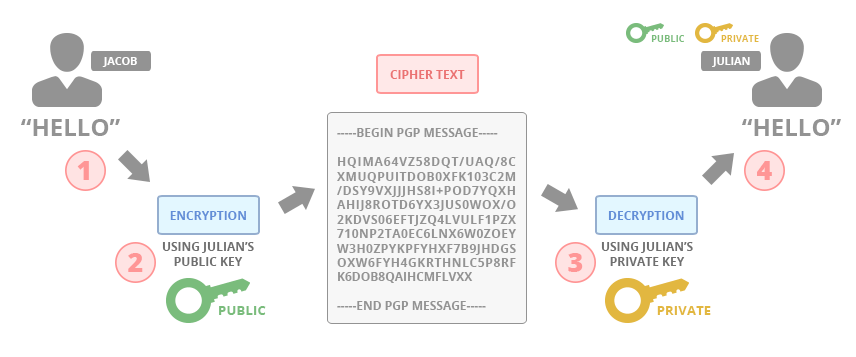 PUBLIC
PRIVATE
JACOB
CIPHER TEXT
JULIAN
“HELLO”
“HELLO”
1
4
-----BEGIN PGP MESSAGE-----
HQIMA64VZ58DQT/UAQ/8C
XMUQPUITDOB0XFK103C2M
/DSY9VXJJJHS8I+POD7YQXH
AHIJ8ROTD6YX3JUS0WOX/O
2KDVS06EFTJZQ4LVULF1PZX
710NP2TA0EC6LNX6W0ZOEY
W3H0ZPYKPFYHXF7B9JHDGS
OXW6FYH4GKRTHNLC5P8RF
K6DOB8QAIHCMFLVXX
-----END PGP MESSAGE-----
ENCRYPTION
2
USING JULIAN’S
PUBLIC KEY
PUBLIC
DECRYPTION
3
USING JULIAN’S
PRIVATE KEY
PRIVATE